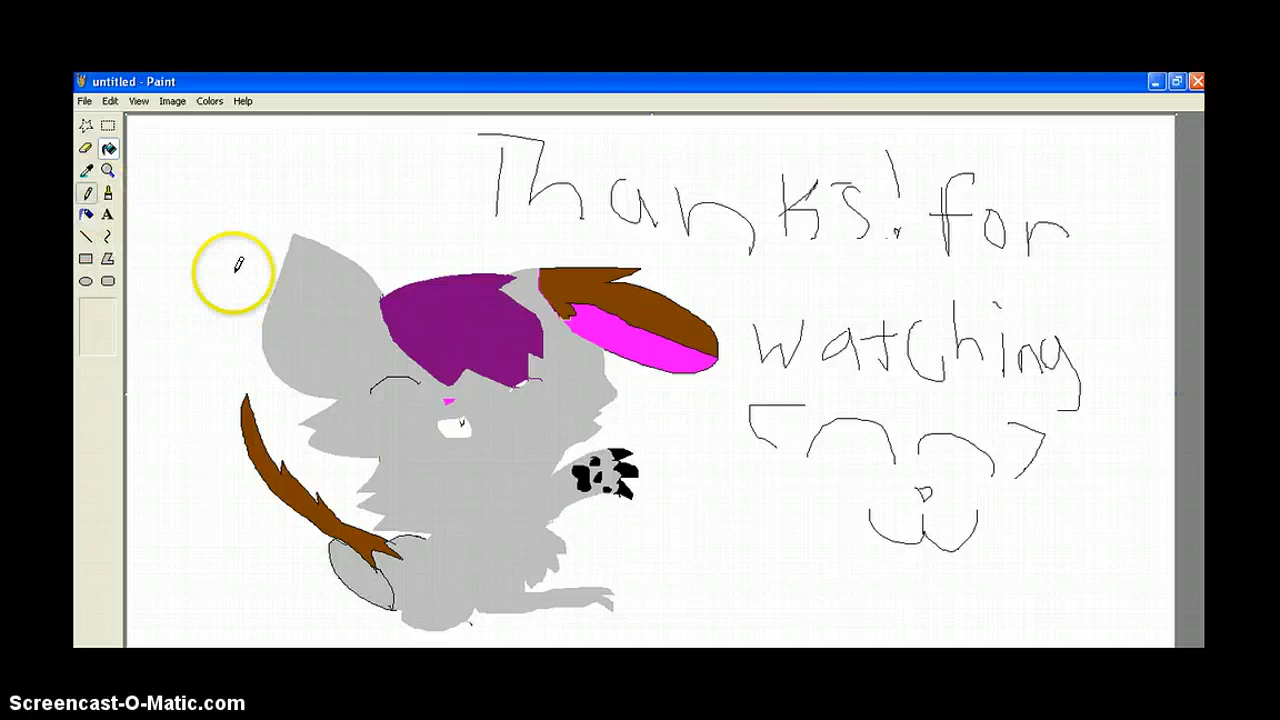 untitled - Paint
File Edit View Image Colors Help
A
Thanks! for
watching
Screencast-O-Matic.com